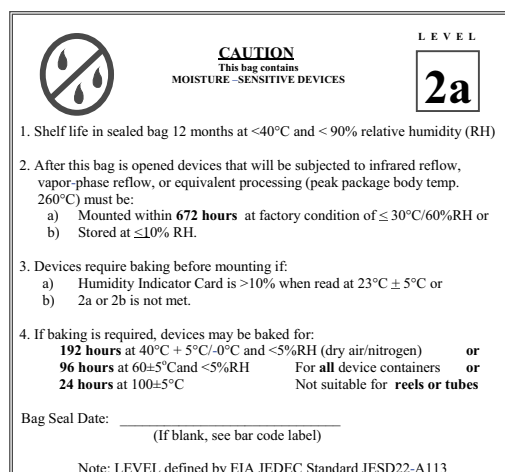 LEVEL
CAUTION
This bag contains
MOISTURE –SENSITIVE DEVICES
2a
1. Shelf life in sealed bag 12 months at <40°C and < 90% relative humidity (RH)
2. After this bag is opened devices that will be subjected to infrared reflow,
vapor-phase reflow, or equivalent processing (peak package body temp.
260°C) must be:
a) Mounted within 672 hours at factory condition of ≤ 30°C/60%RH or
b) Stored at ≤10% RH.
3. Devices require baking before mounting if:
a) Humidity Indicator Card is >10% when read at 23°C ± 5°C or
b) 2a or 2b is not met.
4. If baking is required, devices may be baked for:
192 hours at 40°C + 5°C/-0°C and <5%RH (dry air/nitrogen) or
96 hours at 60±5°Cand <5%RH For all device containers or
24 hours at 100±5°C Not suitable for reels or tubes
Bag Seal Date: ______________________________
(If blank, see bar code label)
Note: LEVEL defined by EIA JEDEC Standard JESD22-A113